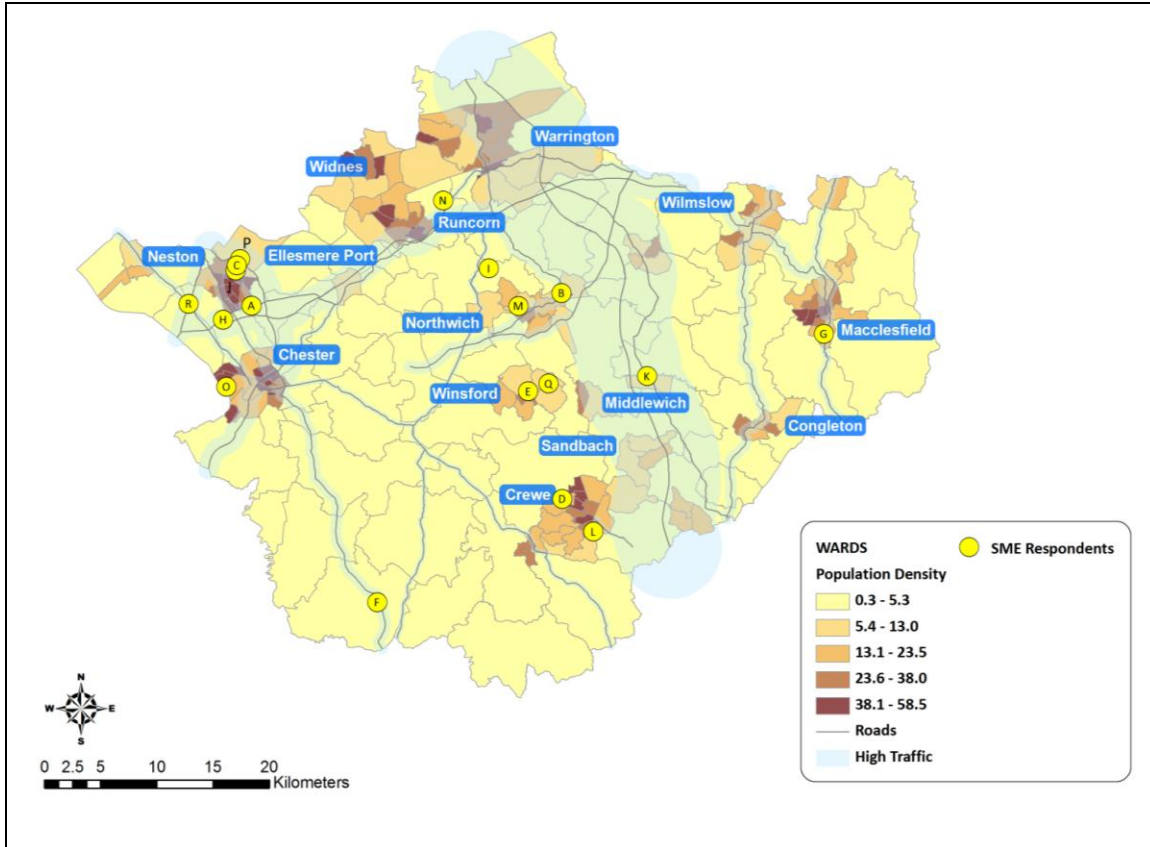 Warrington
Widnes
Wilmslow
N
Runcorn
P
Neston
Ellesmere Port
C
I
J
R
A
B
M
H
Northwich
Macclesfield
G
Chester
K
O
Winsford
E
Q
Middlewich
Congleton
Sandbach
Crewe
D
L
F
WARDS
SME Respondents
Population Density
0.3 - 5.3
5.4 - 13.0
13.1 - 23.5
23.6 - 38.0
38.1 - 58.5
Roads
High Traffic
N
W E
S
0 2.5 5 10 15 20
Kilometers